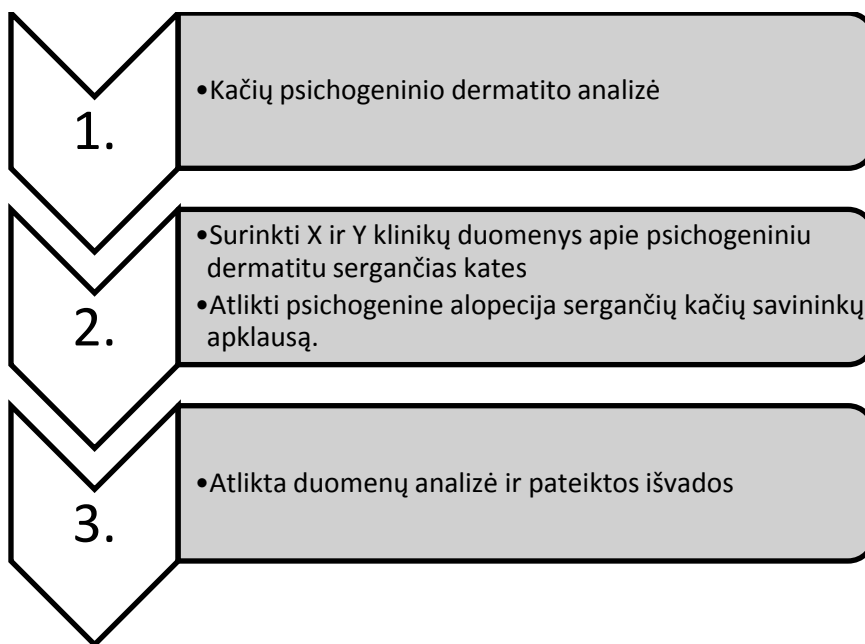 1.
•Kačių psichogeninio dermatito analizė
2.
•Surinkti X ir Y klinikų duomenys apie psichogeniniu
dermatitu sergančias kates
•Atlikti psichogenine alopecija sergančių kačių savininkų
apklausą.
3.
•Atlikta duomenų analizė ir pateiktos išvados